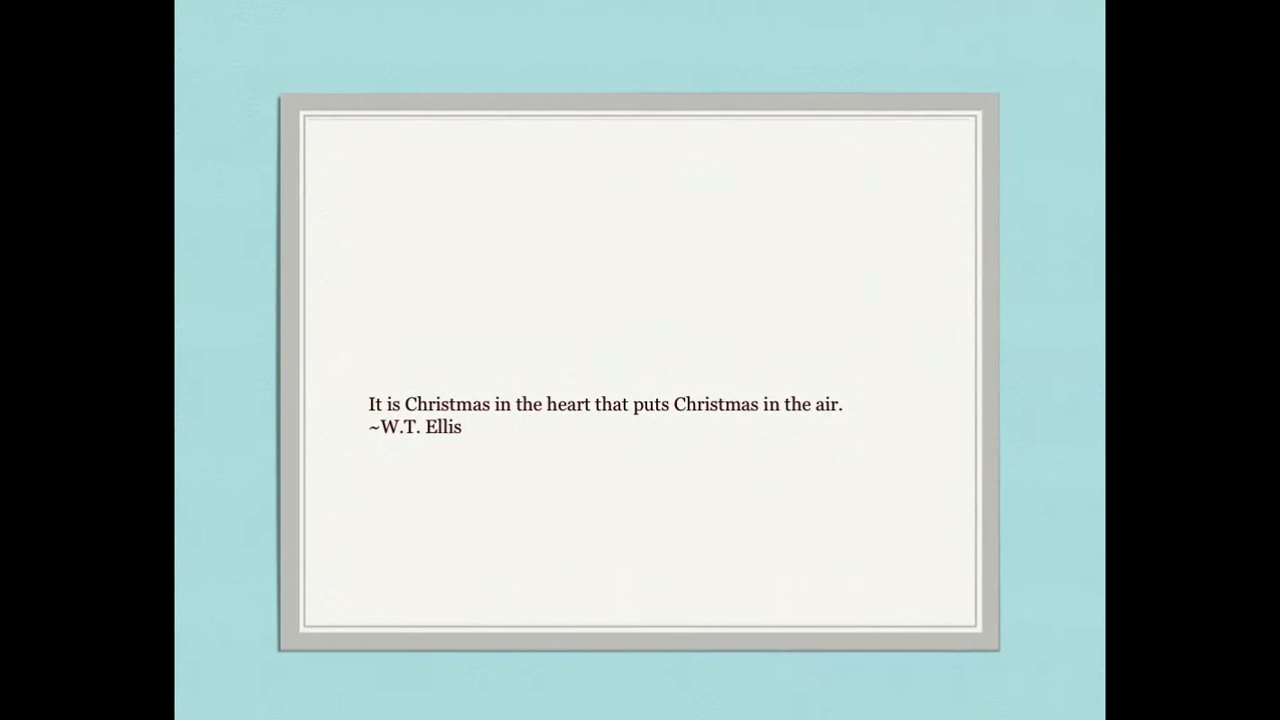 It is Christmas in the heart that puts Christmas in the air.
~W.T. Ellis